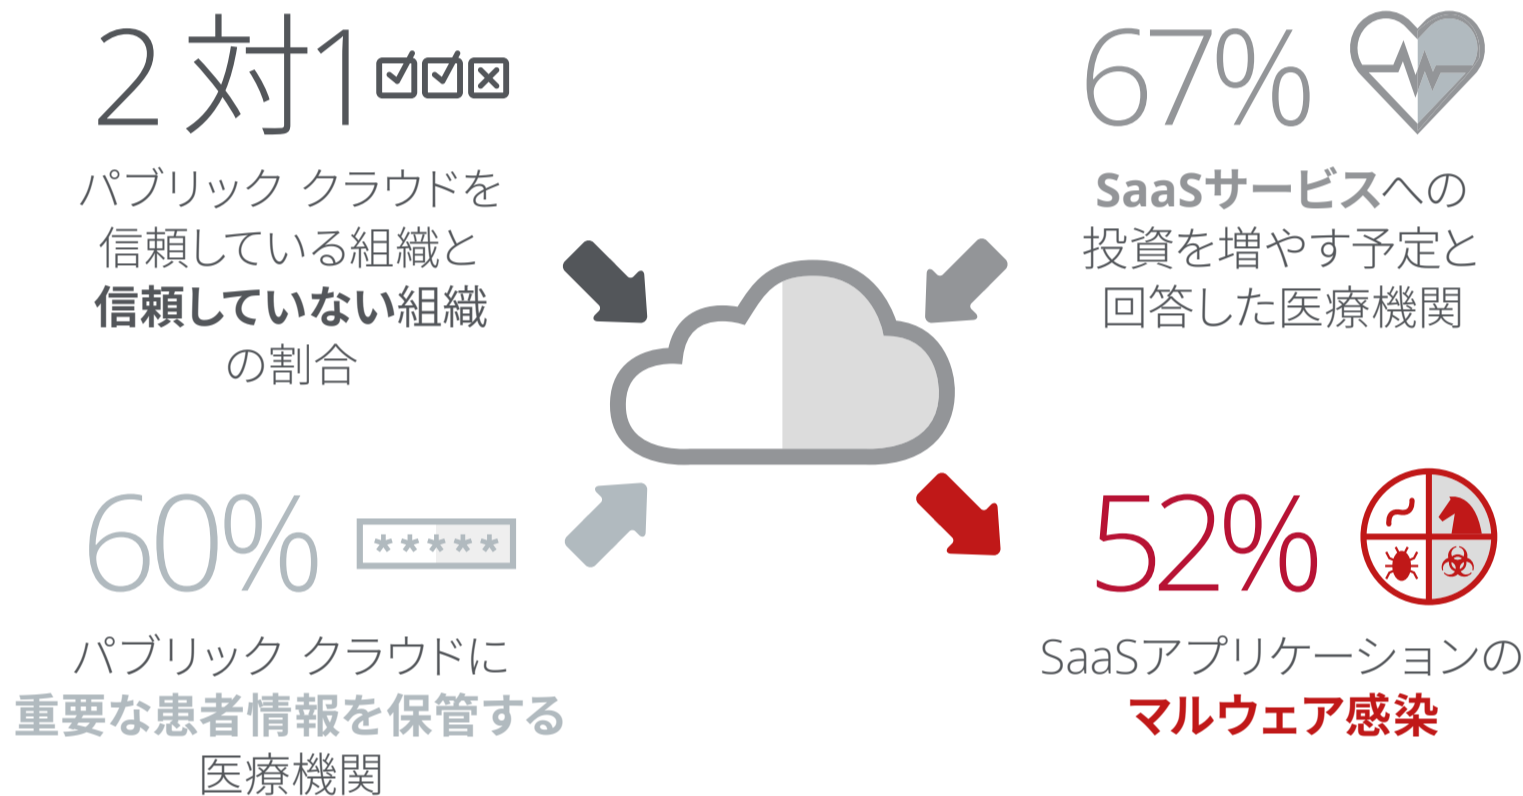 2 対1
パブリック クラウドを
信頼している組織と
信頼していない組織
の割合
67%
SaaSサービスへの
投資を増やす予定と
回答した医療機関
60%
*****
パブリック クラウドに
重要な患者情報を保管する
医療機関
52%
SaaSアプリケーションの
マルウェア感染